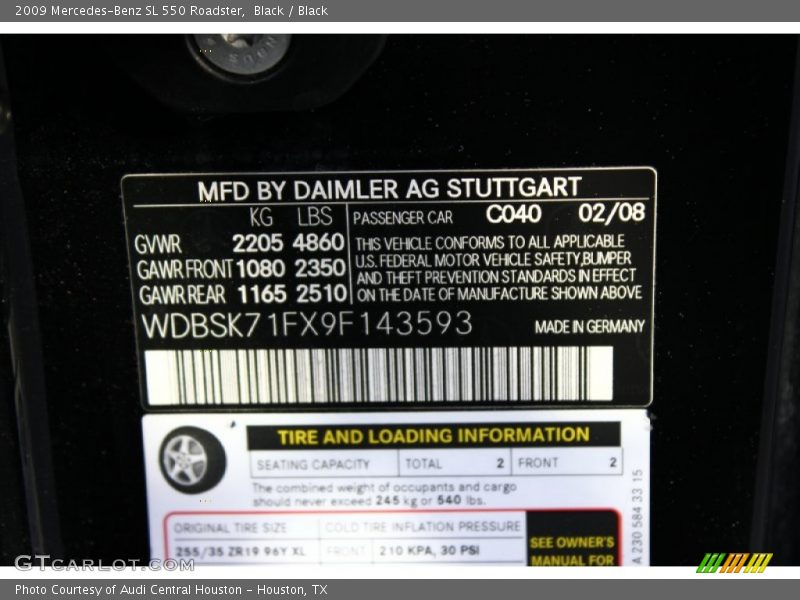 2009 Mercedes-Benz SL 550 Roadster, Black / Black
MFD BY DAIMLER AG STUTTGART
KG LBS PASSENGER CAR C040 02/08
GVWR 2205 4860
GAWR FRONT 1080 2350
GAWR REAR 1165 2510
THIS VEHICLE CONFORMS TO ALL APPLICABLE
U.S. FEDERAL MOTOR VEHICLE SAFETY,BUMPER
AND THEFT PREVENTION STANDARDS IN EFFECT
ON THE DATE OF MANUFACTURE SHOWN ABOVE
WDBSK71FX9F143593 MADE IN GERMANY
TIRE AND LOADING INFORMATION
SEATING CAPACITY TOTAL 2 FRONT 2
The combined weight of occupants and cargo
should never exceed 245 kg or 540 lbs.
ORIGINAL TIRE SIZE COLD TIRE INFLATION PRESSURE
255/35 ZR19 96Y XL FRONT 210 KPA, 30 PSI
SEE OWNER'S
MANUAL FOR
A 230 584 33 15
GTCARLOT.COM
Photo Courtesy of Audi Central Houston - Houston, TX